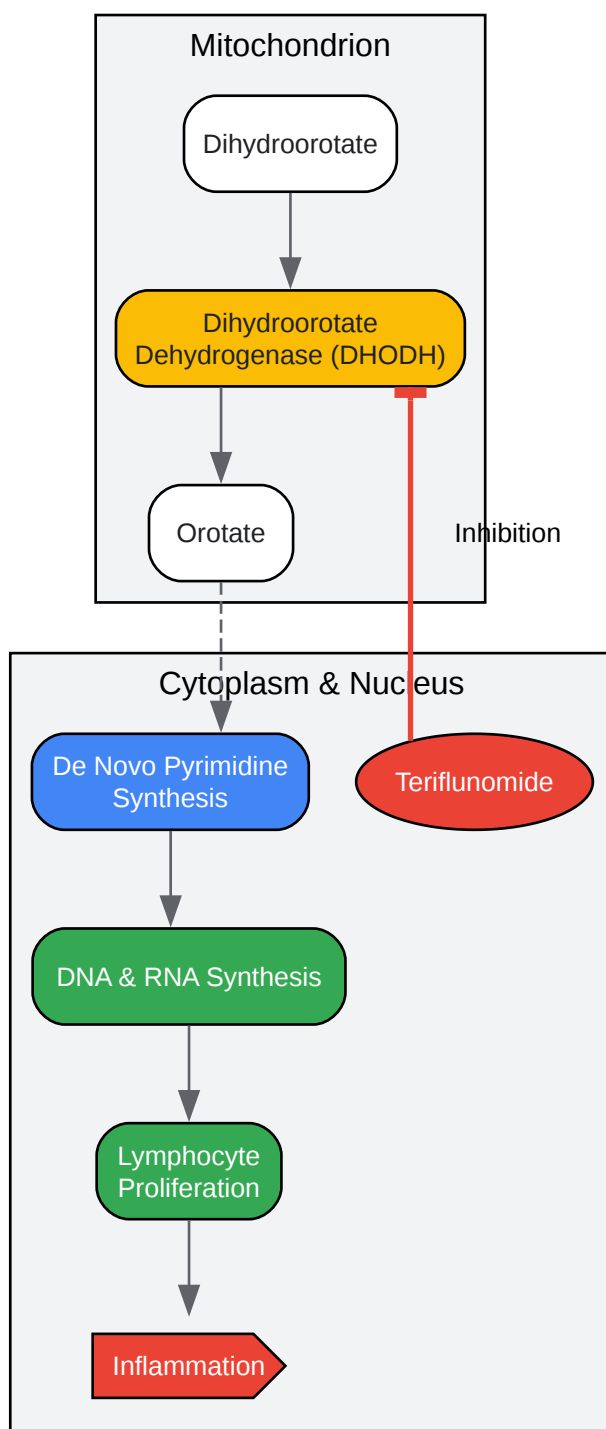 Mitochondrion
Dihydroorotate
Dihydroorotate
Dehydrogenase (DHODH)
Orotate
Inhibition
Cytoplasm & Nucleus
De Novo Pyrimidine
Synthesis
Teriflunomide
DNA & RNA Synthesis
Lymphocyte
Proliferation
Inflammation